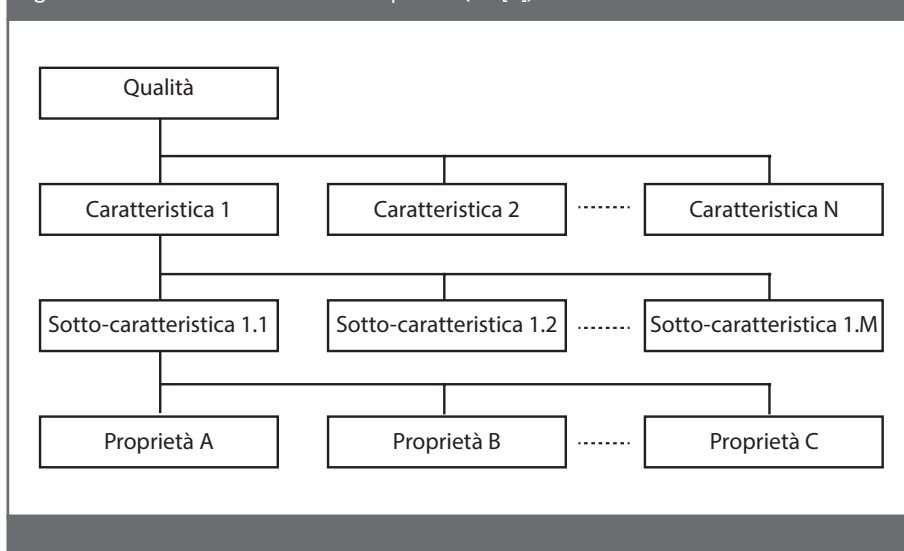 Qualità
Caratteristica 1 Caratteristica 2 Caratteristica N
Sotto-caratteristica 1.1 Sotto-caratteristica 1.2 Sotto-caratteristica 1.M
Proprietà A Proprietà B Proprietà C